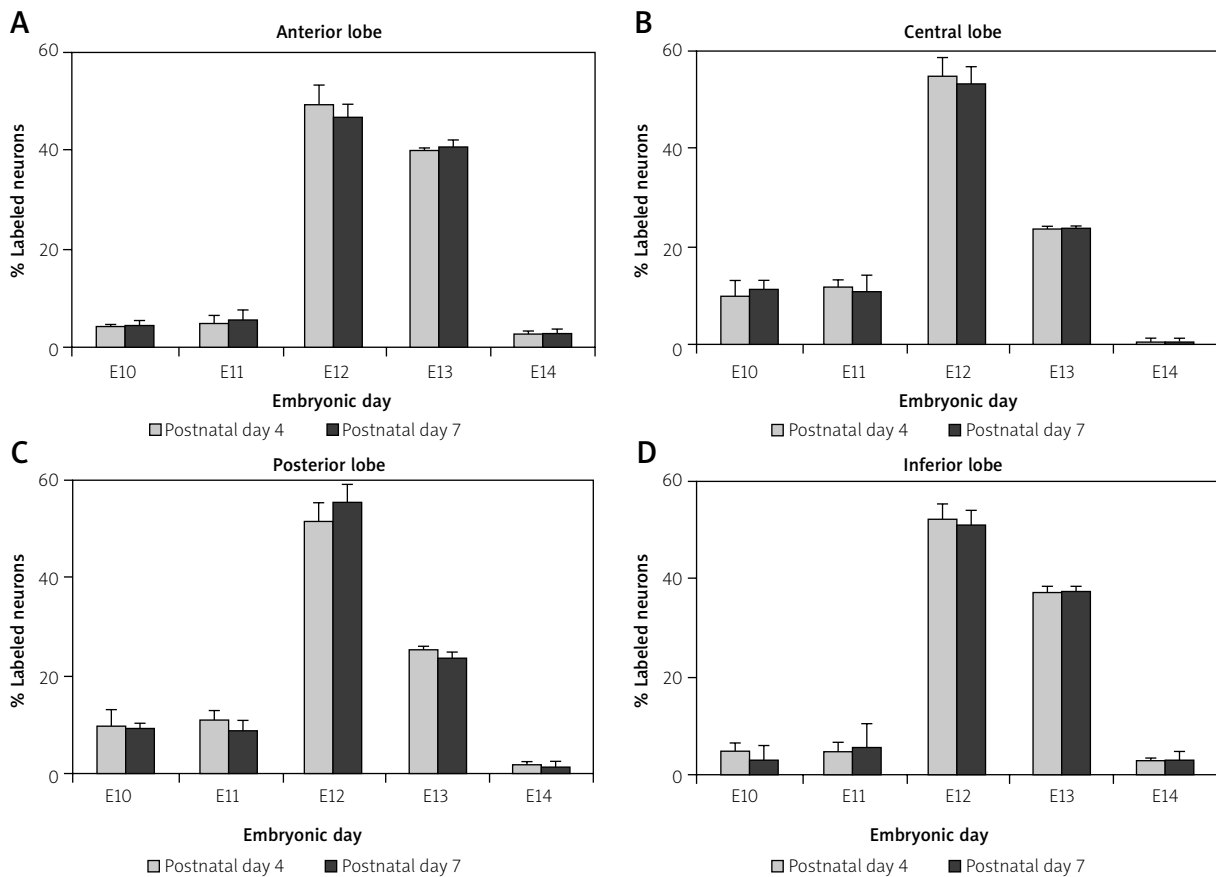 A
Anterior lobe
% Labeled neurons
60
40
20
0
E10 E11 E12 E13 E14
Embryonic day
Postnatal day 4 Postnatal day 7
B
Central lobe
% Labeled neurons
60
40
20
0
E10 E11 E12 E13 E14
Embryonic day
Postnatal day 4 Postnatal day 7
C
Posterior lobe
% Labeled neurons
60
40
20
0
E10 E11 E12 E13 E14
Embryonic day
Postnatal day 4 Postnatal day 7
D
Inferior lobe
% Labeled neurons
60
40
20
0
E10 E11 E12 E13 E14
Embryonic day
Postnatal day 4 Postnatal day 7